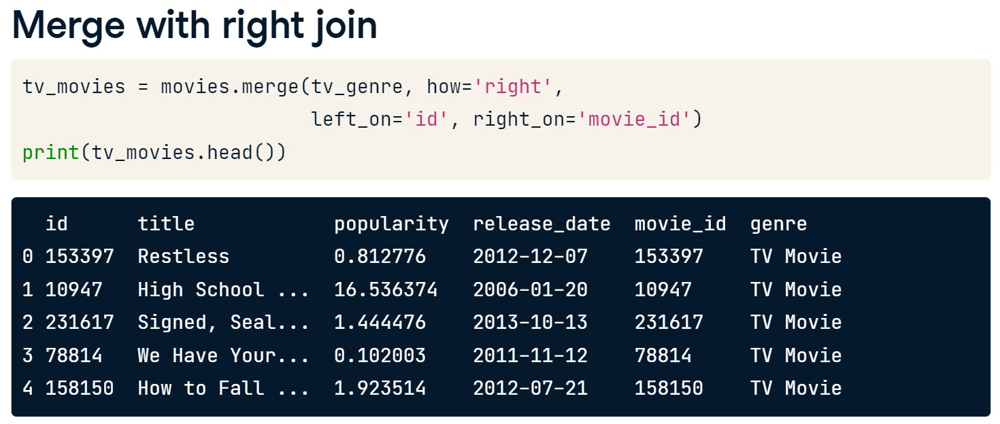 Merge with right join
tv_movies = movies.merge(tv_genre, how='right',
                         left_on='id', right_on='movie_id')
print(tv_movies.head())
  id      title            popularity  release_date  movie_id  genre
0 153397  Restless         0.812776    2012-12-07    153397    TV Movie
1 10947   High School ...  16.536374   2006-01-20    10947     TV Movie
2 231617  Signed, Seal...  1.444476    2013-10-13    231617    TV Movie
3 78814   We Have Your...  0.102003    2011-11-12    78814     TV Movie
4 158150  How to Fall ...  1.923514    2012-07-21    158150    TV Movie